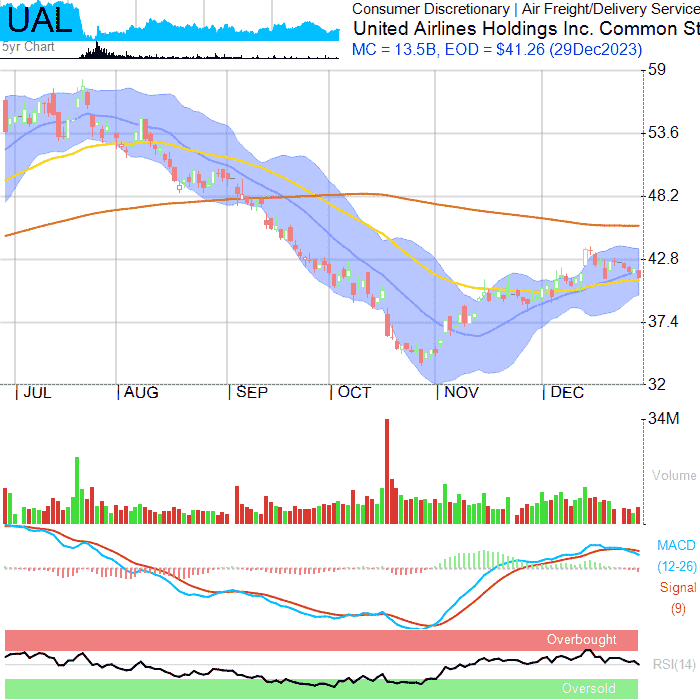 UAL
5yr Chart
Consumer Discretionary | Air Freight/Delivery Service
United Airlines Holdings Inc. Common St
MC = 13.5B, EOD = $41.26 (29Dec2023)
59
53.6
48.2
42.8
37.4
32
JUL AUG SEP OCT NOV DEC
34M
Volume
MACD
(12-26)
Signal
(9)
Overbought
RSI(14)
Oversold